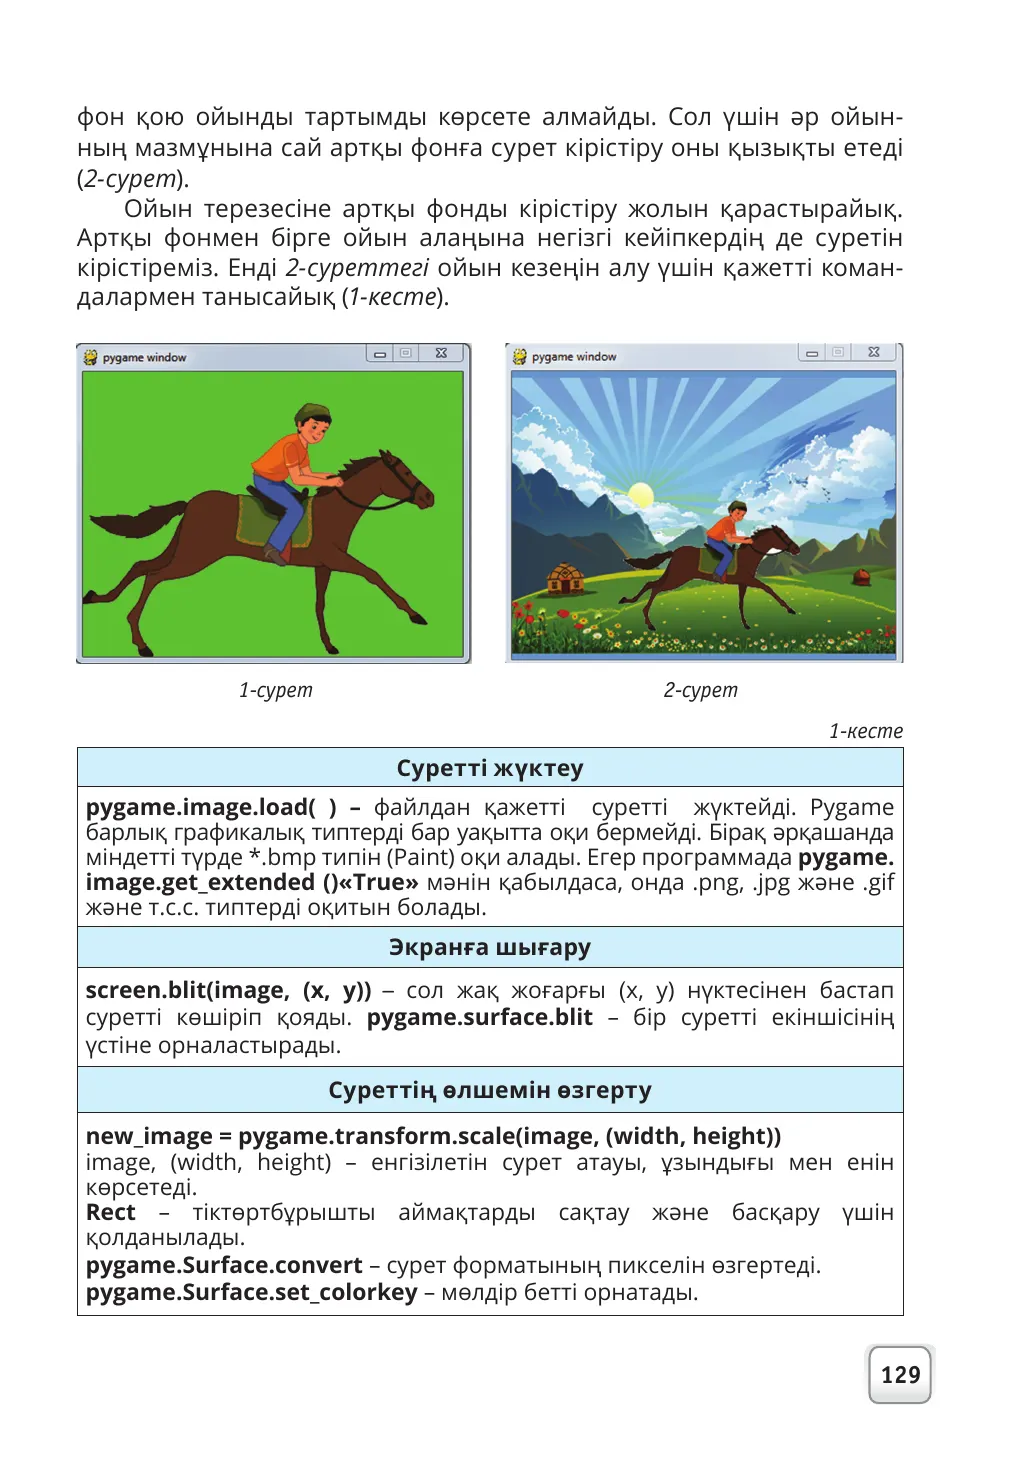 фон қою ойынды тартымды көрсете алмайды. Сол үшін әр ойын-
ның мазмұнына сай артқы фонға сурет кірістіру оны қызықты етеді
(2-сурет).
Ойын терезесіне артқы фонды кірістіру жолын қарастырайық.
Артқы фонмен бірге ойын алаңына негізгі кейіпкердің де суретін
кірістіреміз. Енді 2-суреттегі ойын кезеңін алу үшін қажетті коман-
далармен танысайық (1-кесте).
pygame window
pygame window
1-сурет
2-сурет
1-кесте
Суретті жүктеу
pygame.image.load( ) – файлдан қажетті суретті жүктейді. Pygame
барлық графикалық типтерді бар уақытта оқи бермейді. Бірақ әрқашанда
міндетті түрде *.bmp типін (Paint) оқи алады. Егер программада pygame.
image.get_extended ()«True» мәнін қабылдаса, онда .png, .jpg және .gif
және т.с.с. типтерді оқитын болады.
Экранға шығару
screen.blit(image, (x, y)) – сол жақ жоғарғы (x, y) нүктесінен бастап
суретті көшіріп қояды. pygame.surface.blit – бір суретті екіншісінің
үстіне орналастырады.
Суреттің өлшемін өзгерту
new_image = pygame.transform.scale(image, (width, height))
image, (width, height) – енгізілетін сурет атауы, ұзындығы мен енін
көрсетеді.
Rect – тіктөртбұрышты аймақтарды сақтау және басқару үшін
қолданылады.
pygame.Surface.convert – сурет форматының пикселін өзгертеді.
pygame.Surface.set_colorkey – мөлдір бетті орнатады.
129